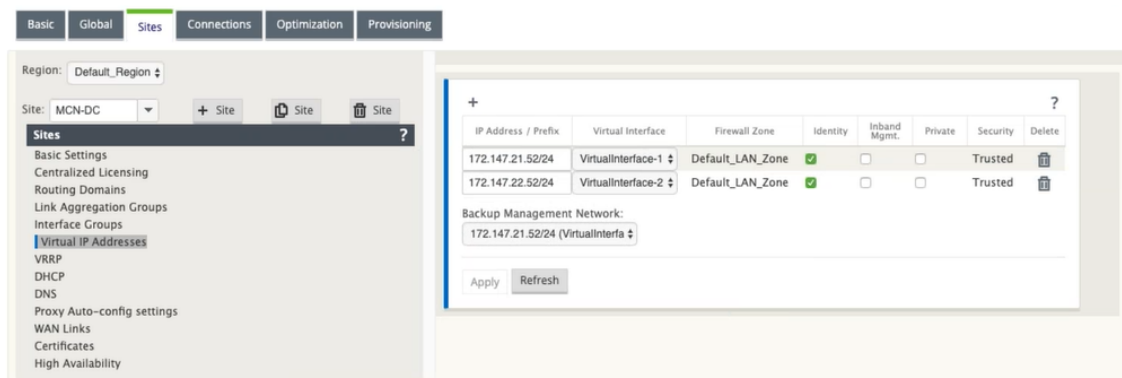 Basic Global Sites Connections Optimization Provisioning
Region: Default_Region
Site: MCN-DC + Site Site Site
Sites ?
Basic Settings
Centralized Licensing
Routing Domains
Link Aggregation Groups
Interface Groups
Virtual IP Addresses
VRRP
DHCP
DNS
Proxy Auto-config settings
WAN Links
Certificates
High Availability
+ ?
IP Address / Prefix Virtual Interface Firewall Zone Identity Inband Mgmt. Private Security Delete
172.147.21.52/24 VirtualInterface-1 Default_LAN_Zone Trusted
172.147.22.52/24 VirtualInterface-2 Default_LAN_Zone Trusted
Backup Management Network:
172.147.21.52/24 (VirtualInterfa
Apply Refresh